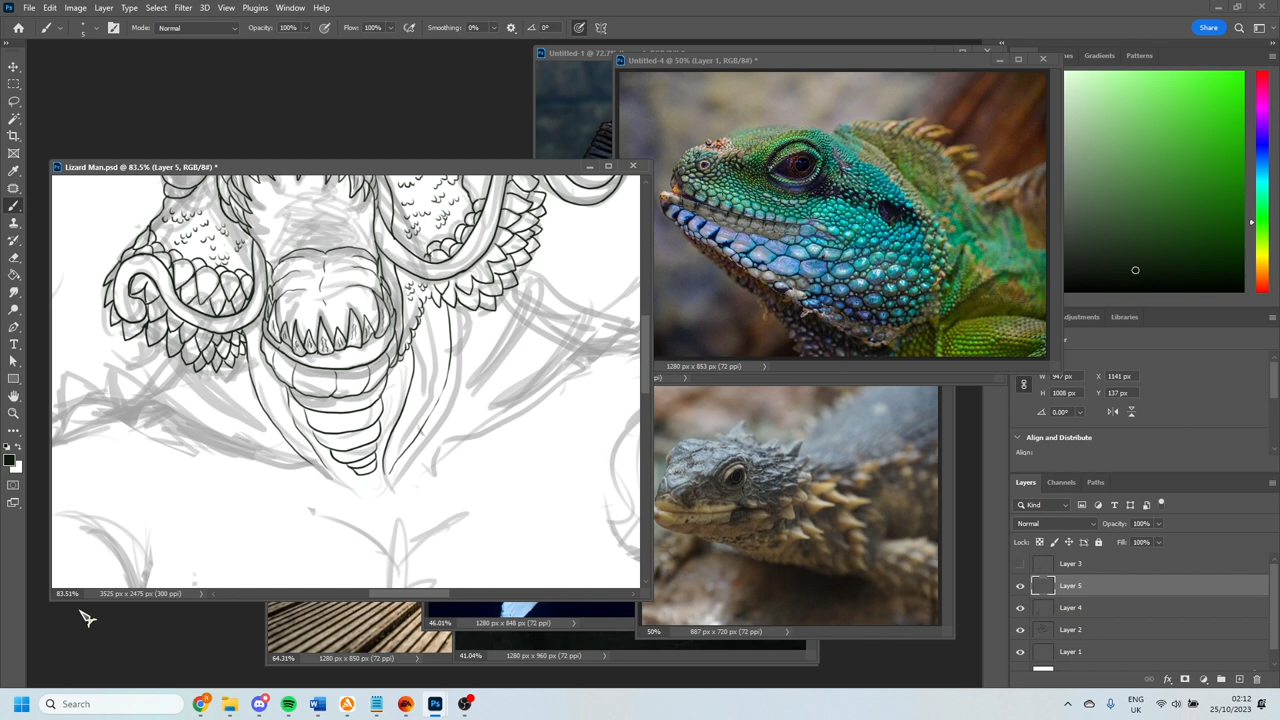 File Edit Image Layer Type Select Filter 3D View Plugins Window Help
5 Mode: Normal Opacity: 100% Flow: 100% Smoothing: 0% 0° Share
Untitled-1 @ 72.7
Untitled-4 @ 50% (Layer 1, RGB/8#) *
Gradients Patterns
Lizard Man.psd @ 83.5% (Layer 5, RGB/8#) *
Libraries
1280 px x 853 px (72 ppi)
W 947 px X 1141 px
H 1008 px Y 137 px
0.00°
Align and Distribute
Align:
Layers Channels Paths
Kind
Normal Opacity: 100%
Lock: Fill: 100%
Layer 3
Layer 5
Layer 4
Layer 2
Layer 1
83.51% 3525 px x 2475 px (300 ppi)
46.01% 1280 px x 848 px (72 ppi)
50% 887 px x 720 px (72 ppi)
64.31% 1280 px x 850 px (72 ppi)
41.04% 1280 px x 960 px (72 ppi)
Search
ENG
UK
02:12
25/10/2023